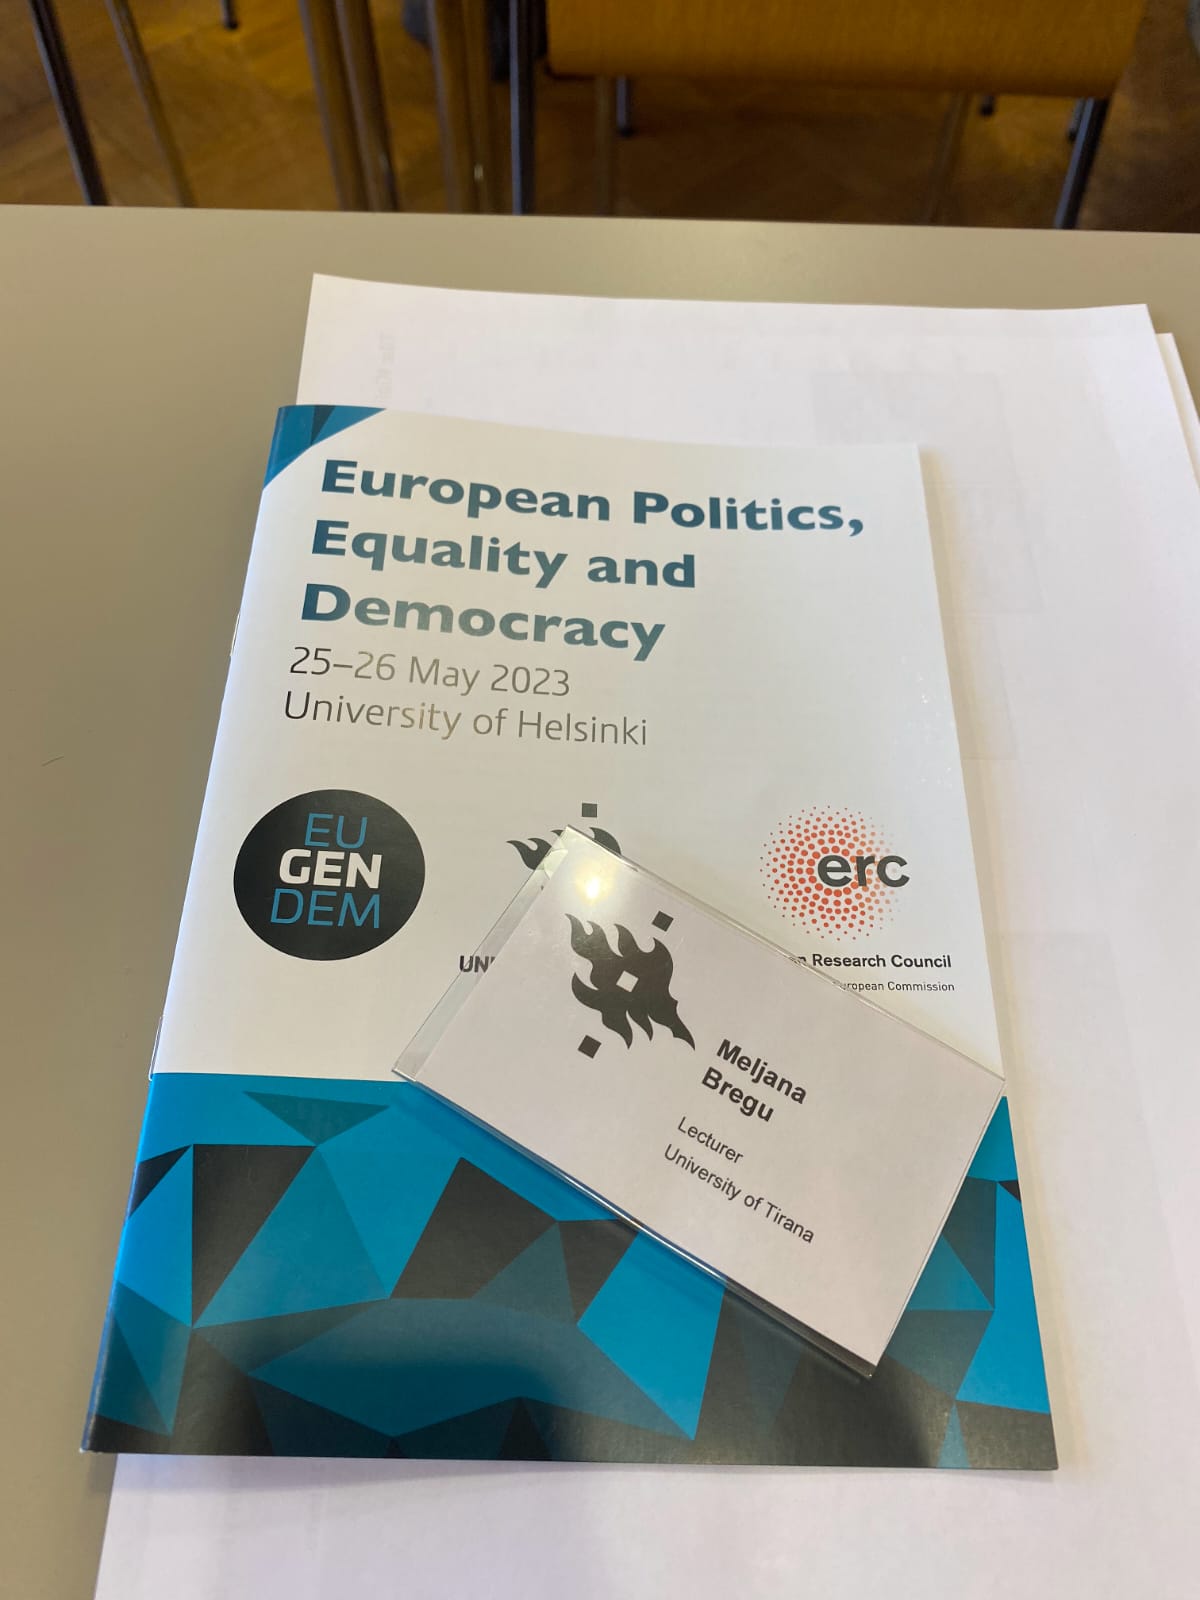 European Politics,
Equality and
Democracy
25–26 May 2023
University of Helsinki
EU
GEN
DEM
erc
Research Council
European Commission
Meljana
Bregu
Lecturer
University of Tirana